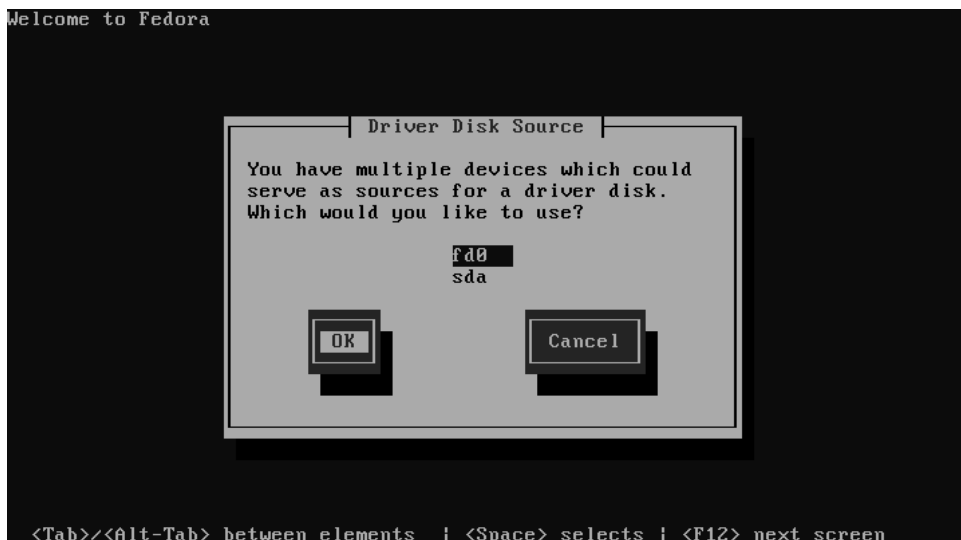 Welcome to Fedora
Driver Disk Source
You have multiple devices which could
serve as sources for a driver disk.
Which would you like to use?
fd0
sda
OK Cancel
<Tab>/<Alt-Tab> between elements | <Space> selects | <F12> next screen